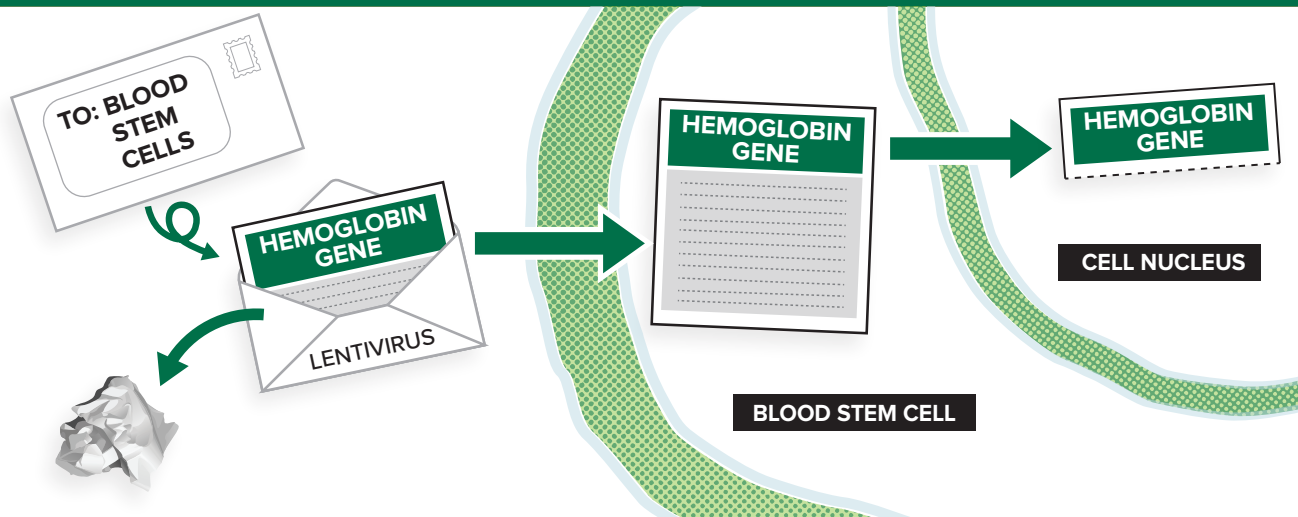 TO: BLOOD
STEM
CELLS
HEMOGLOBIN
GENE
LENTIVIRUS
HEMOGLOBIN
GENE
BLOOD STEM CELL
HEMOGLOBIN
GENE
CELL NUCLEUS